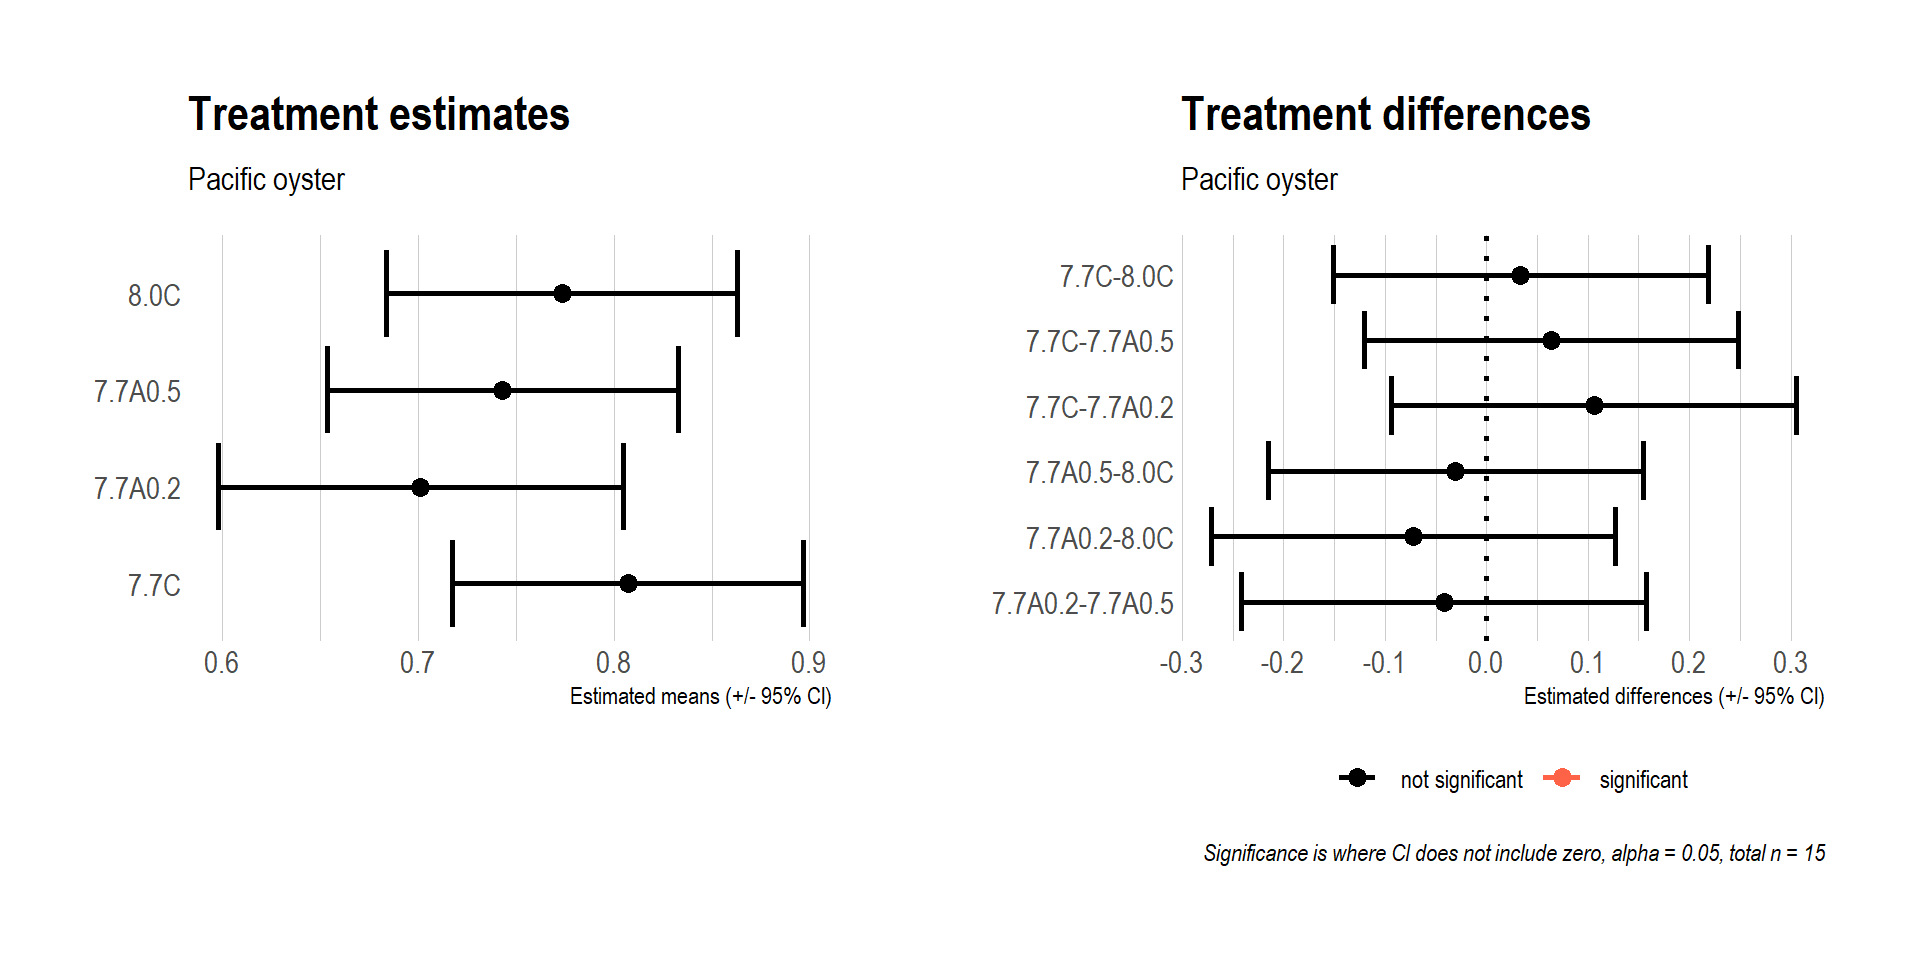 Treatment estimates
Pacific oyster
8.0C
7.7A0.5
7.7A0.2
7.7C
0.6 0.7 0.8 0.9
Estimated means (+/- 95% CI)
Treatment differences
Pacific oyster
7.7C-8.0C
7.7C-7.7A0.5
7.7C-7.7A0.2
7.7A0.5-8.0C
7.7A0.2-8.0C
7.7A0.2-7.7A0.5
-0.3 -0.2 -0.1 0.0 0.1 0.2 0.3
Estimated differences (+/- 95% CI)
not significant significant
Significance is where CI does not include zero, alpha = 0.05, total n = 15